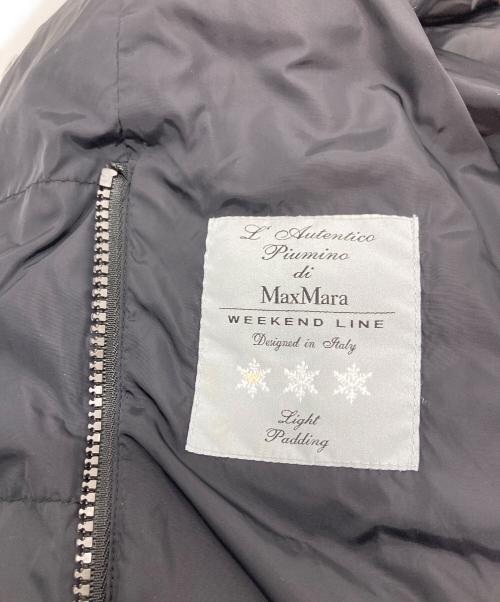 L'Autentico
Piumino
di
MaxMara
WEEKEND LINE
Designed in Italy
Light
Padding